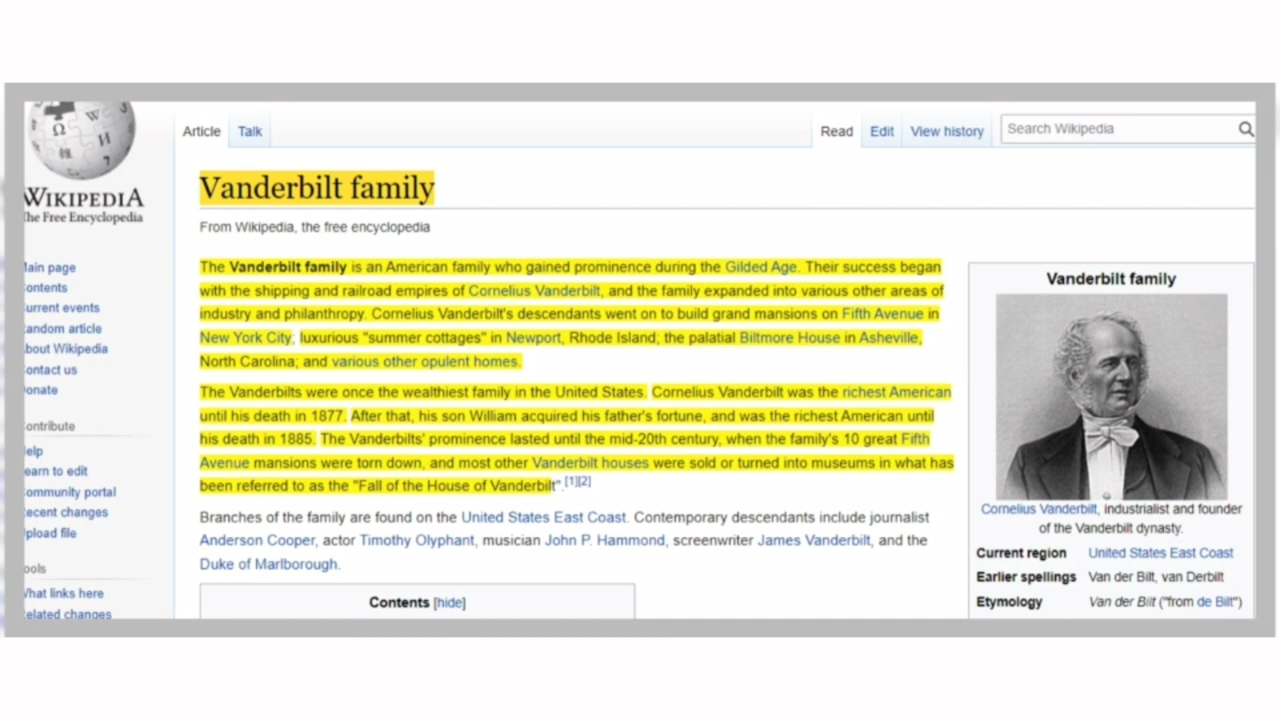 Article Talk Read Edit View history Search Wikipedia
Vanderbilt family
WIKIPEDIA
The Free Encyclopedia
From Wikipedia, the free encyclopedia
The Vanderbilt family is an American family who gained prominence during the Gilded Age. Their success began
with the shipping and railroad empires of Cornelius Vanderbilt, and the family expanded into various other areas of
industry and philanthropy. Cornelius Vanderbilt's descendants went on to build grand mansions on Fifth Avenue in
New York City; luxurious "summer cottages" in Newport, Rhode Island; the palatial Biltmore House in Asheville,
North Carolina; and various other opulent homes.
The Vanderbilts were once the wealthiest family in the United States. Cornelius Vanderbilt was the richest American
until his death in 1877. After that, his son William acquired his father's fortune, and was the richest American until
his death in 1885. The Vanderbilts' prominence lasted until the mid-20th century, when the family's 10 great Fifth
Avenue mansions were torn down, and most other Vanderbilt houses were sold or turned into museums in what has
been referred to as the "Fall of the House of Vanderbilt".[1][2]
Branches of the family are found on the United States East Coast. Contemporary descendants include journalist
Anderson Cooper, actor Timothy Olyphant, musician John P. Hammond, screenwriter James Vanderbilt, and the
Duke of Marlborough.
Contents [hide]
Vanderbilt family
Cornelius Vanderbilt, industrialist and founder
of the Vanderbilt dynasty.
Current region United States East Coast
Earlier spellings Van der Bilt, van Derbilt
Etymology Van der Bilt ("from de Bilt")
ain page
ontents
urrent events
andom article
bout Wikipedia
ontact us
onate
ontribute
elp
earn to edit
ommunity portal
ecent changes
pload file
ools
hat links here
elated changes